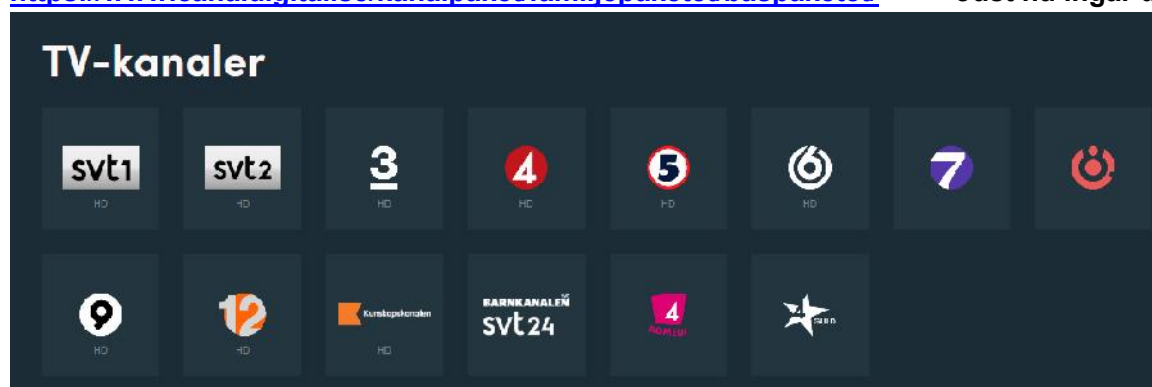 TV-kanaler
svt1 svt2 3 4 5 6 7
HD HD HD HD HD HD
9 12 Kunskapskanalen BARNKANALEN svt24 4
HD HD HD